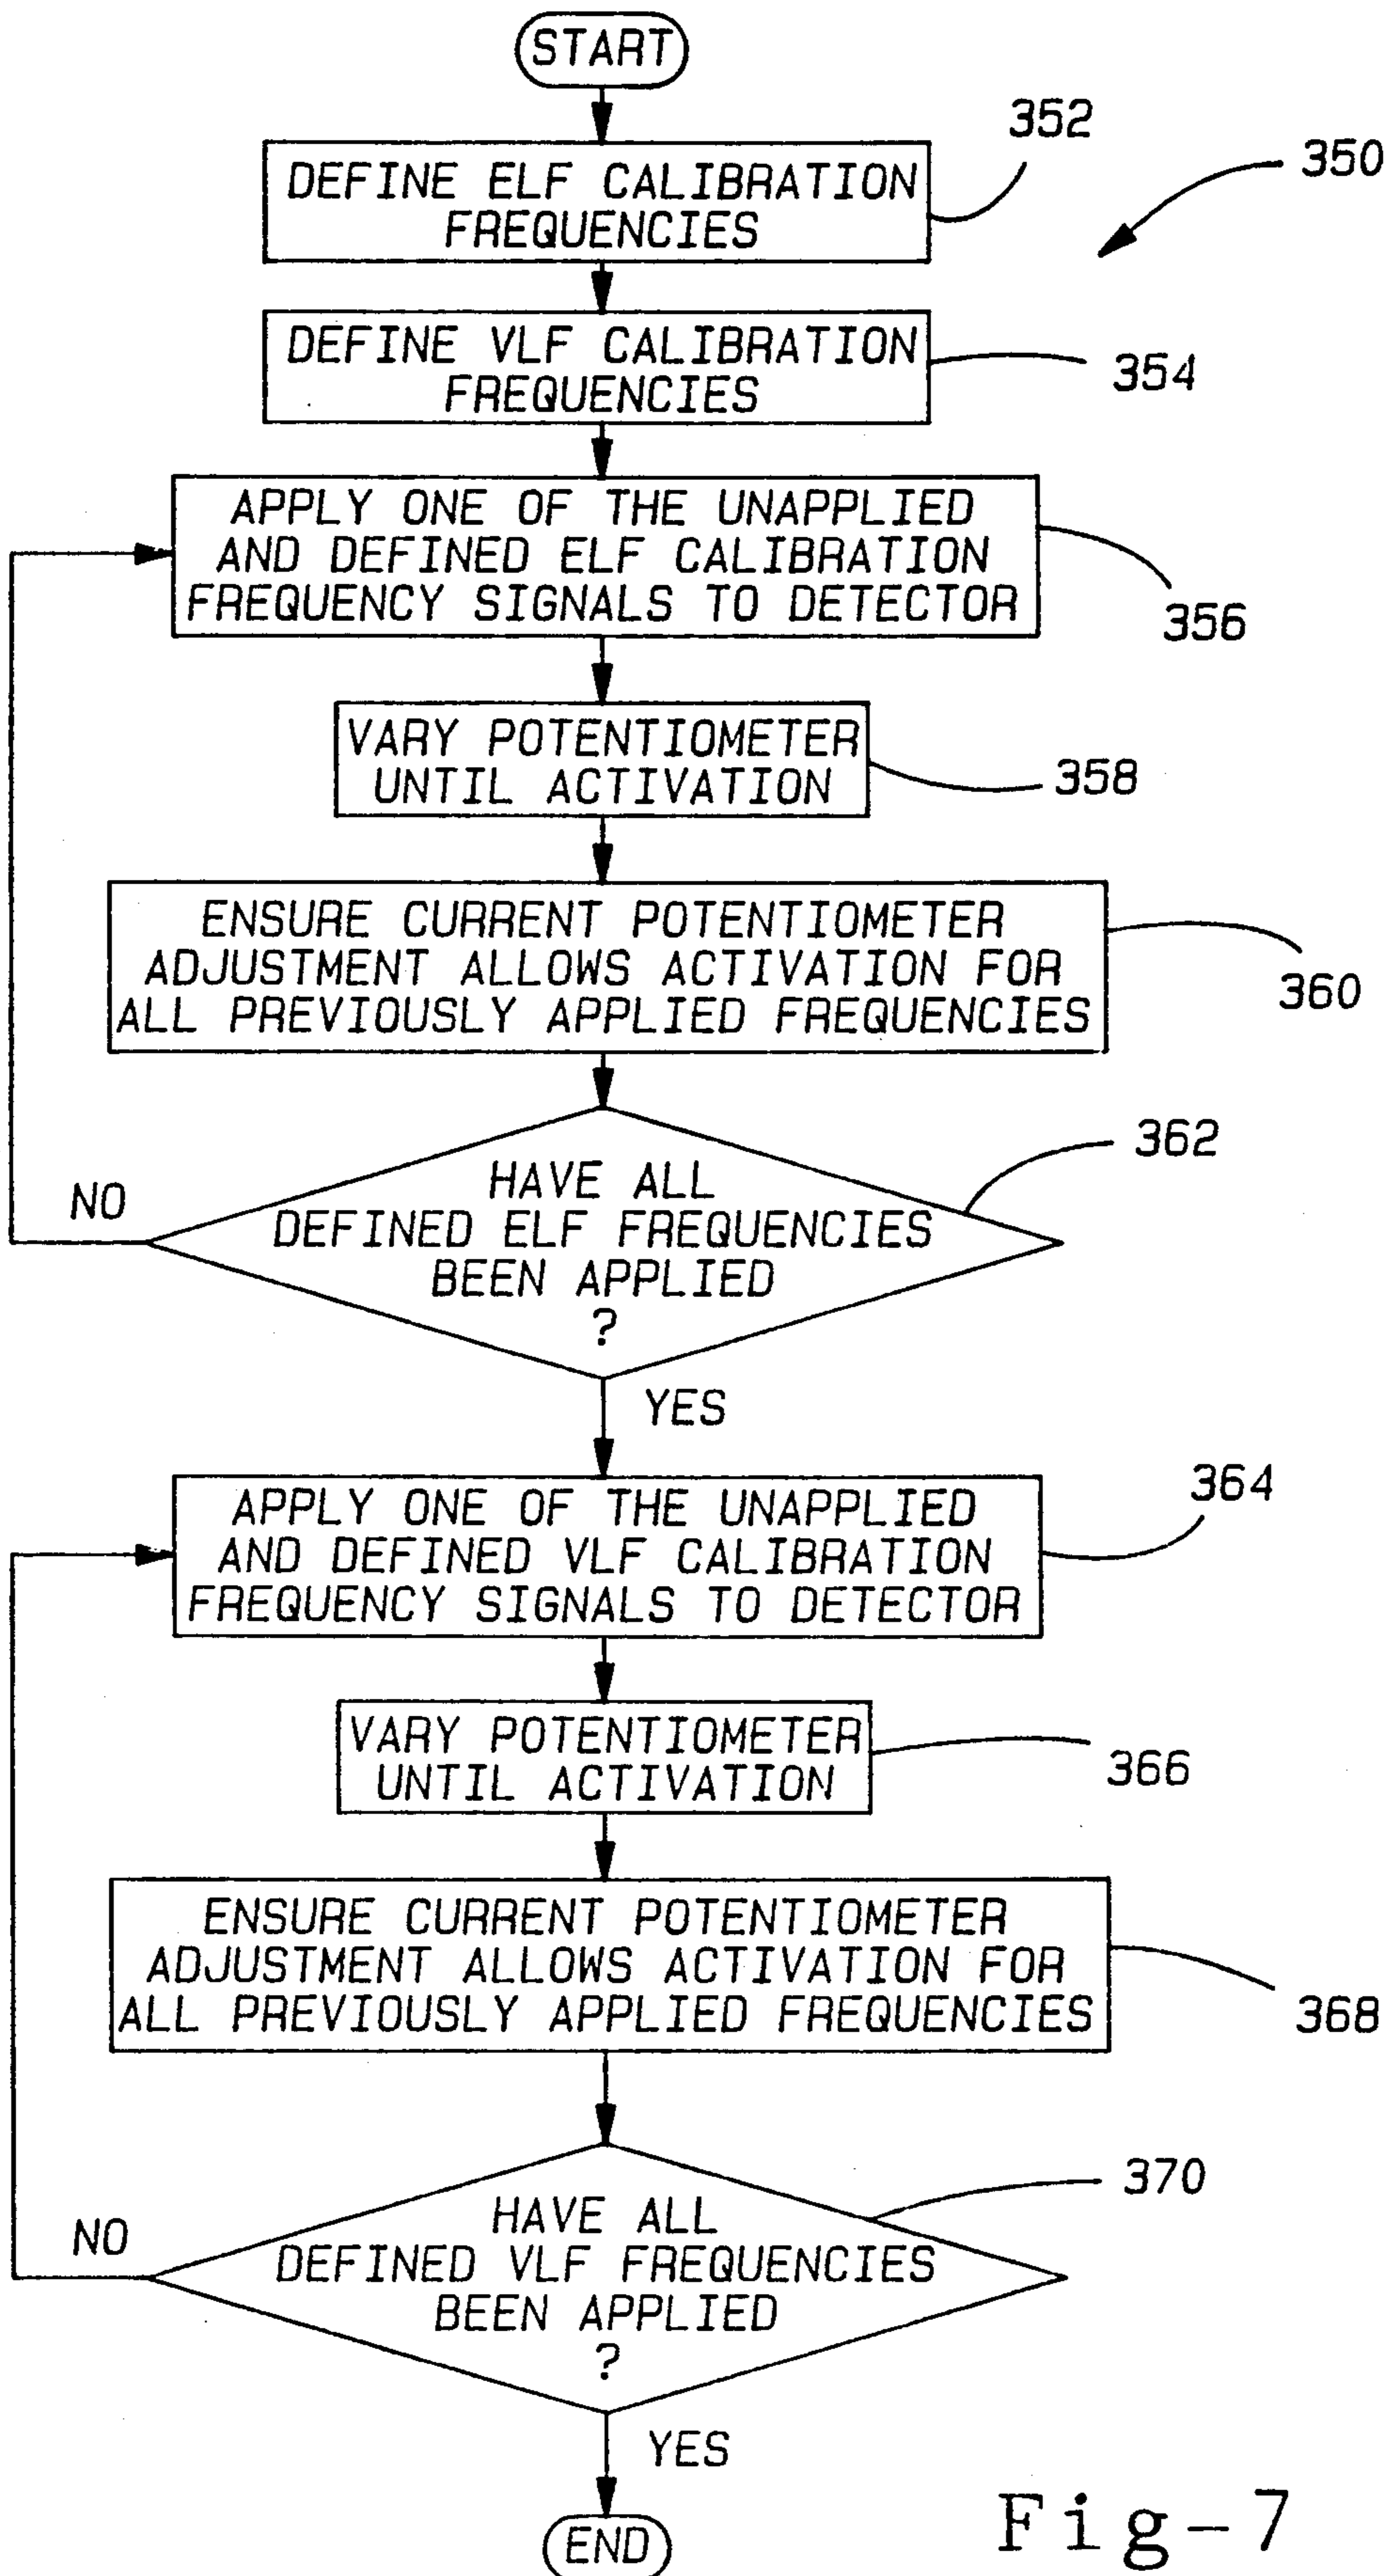 START
352
350
DEFINE ELF CALIBRATION
FREQUENCIES
DEFINE VLF CALIBRATION
FREQUENCIES
354
APPLY ONE OF THE UNAPPLIED
AND DEFINED ELF CALIBRATION
FREQUENCY SIGNALS TO DETECTOR
356
VARY POTENTIOMETER
UNTIL ACTIVATION
358
ENSURE CURRENT POTENTIOMETER
ADJUSTMENT ALLOWS ACTIVATION FOR
ALL PREVIOUSLY APPLIED FREQUENCIES
360
362
HAVE ALL
DEFINED ELF FREQUENCIES
BEEN APPLIED
?
NO
YES
364
APPLY ONE OF THE UNAPPLIED
AND DEFINED VLF CALIBRATION
FREQUENCY SIGNALS TO DETECTOR
VARY POTENTIOMETER
UNTIL ACTIVATION
366
ENSURE CURRENT POTENTIOMETER
ADJUSTMENT ALLOWS ACTIVATION FOR
ALL PREVIOUSLY APPLIED FREQUENCIES
368
370
HAVE ALL
DEFINED VLF FREQUENCIES
BEEN APPLIED
?
NO
YES
END
Fig-7